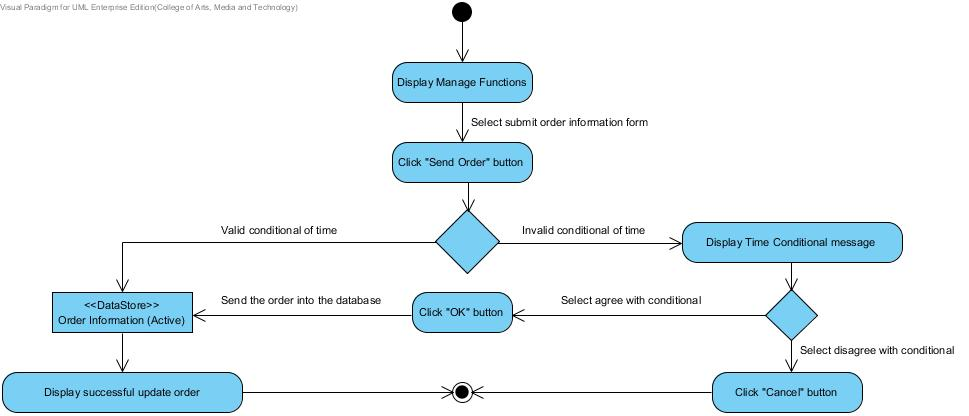 Visual Paradigm for UML Enterprise Edition(College of Arts, Media and Technology)
Display Manage Functions
Select submit order information form
Click "Send Order" button
Valid conditional of time
Invalid conditional of time
Display Time Conditional message
<<DataStore>>
Order Information (Active)
Send the order into the database
Click "OK" button
Select agree with conditional
Select disagree with conditional
Display successful update order
Click "Cancel" button